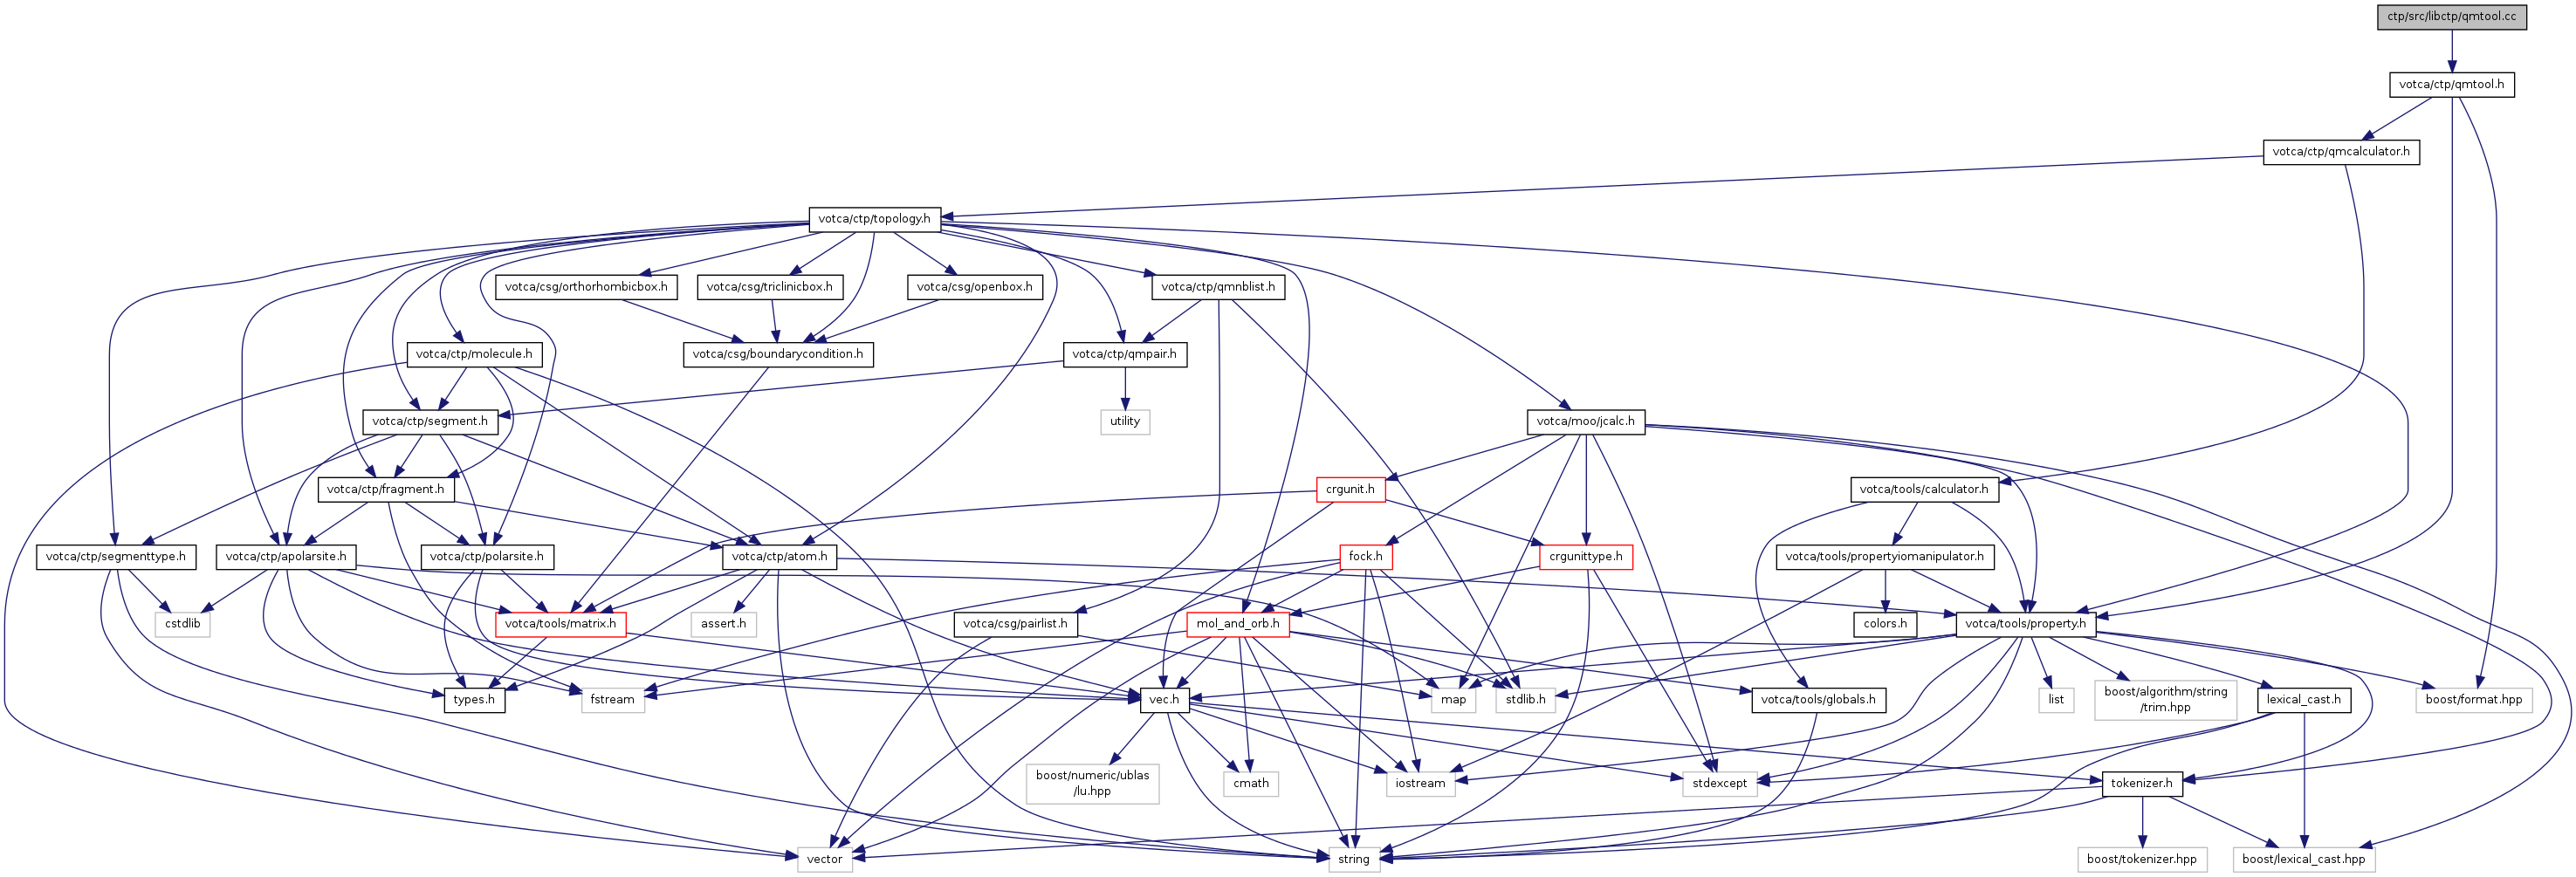 ctp/src/libctp/qmtool.cc
votca/ctp/qmtool.h
votca/ctp/qmcalculator.h
votca/ctp/topology.h
votca/csg/orthorhombicbox.h
votca/csg/triclinicbox.h
votca/csg/openbox.h
votca/ctp/qmnblist.h
votca/ctp/molecule.h
votca/csg/boundarycondition.h
votca/ctp/qmpair.h
votca/ctp/segment.h
utility
votca/moo/jcalc.h
votca/ctp/fragment.h
crgunit.h
votca/tools/calculator.h
votca/ctp/segmenttype.h
votca/ctp/apolarsite.h
votca/ctp/polarsite.h
votca/ctp/atom.h
fock.h
crgunittype.h
votca/tools/propertyiomanipulator.h
cstdlib
votca/tools/matrix.h
assert.h
votca/csg/pairlist.h
mol_and_orb.h
colors.h
votca/tools/property.h
types.h
fstream
vec.h
map
stdlib.h
votca/tools/globals.h
list
boost/algorithm/string
/trim.hpp
lexical_cast.h
boost/format.hpp
boost/numeric/ublas
/lu.hpp
cmath
iostream
stdexcept
tokenizer.h
vector
string
boost/tokenizer.hpp
boost/lexical_cast.hpp